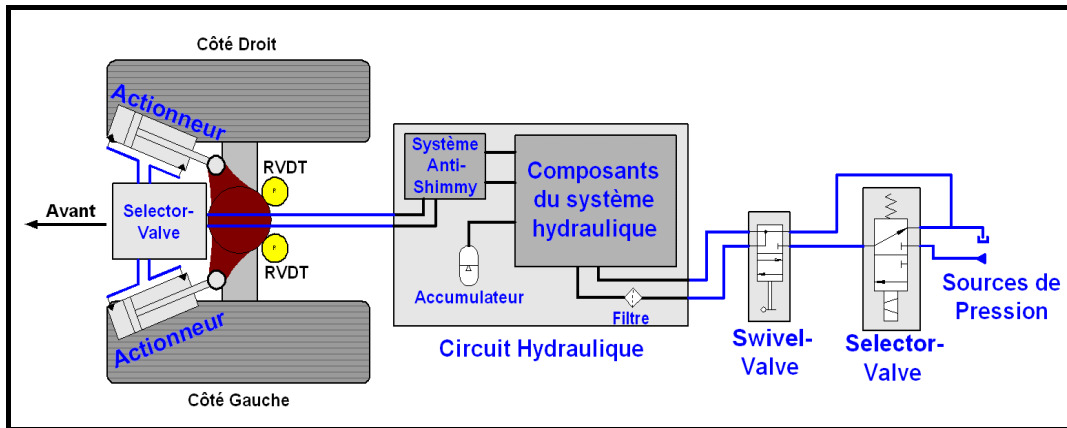 Côté Droit
Actionneur
RVDT
Selector-
Valve
Avant
RVDT
Actionneur
Côté Gauche
Système
Anti-
Shimmy
Composants
du système
hydraulique
Accumulateur
Filtre
Circuit Hydraulique
Swivel-
Valve
Selector-
Valve
Sources de
Pression